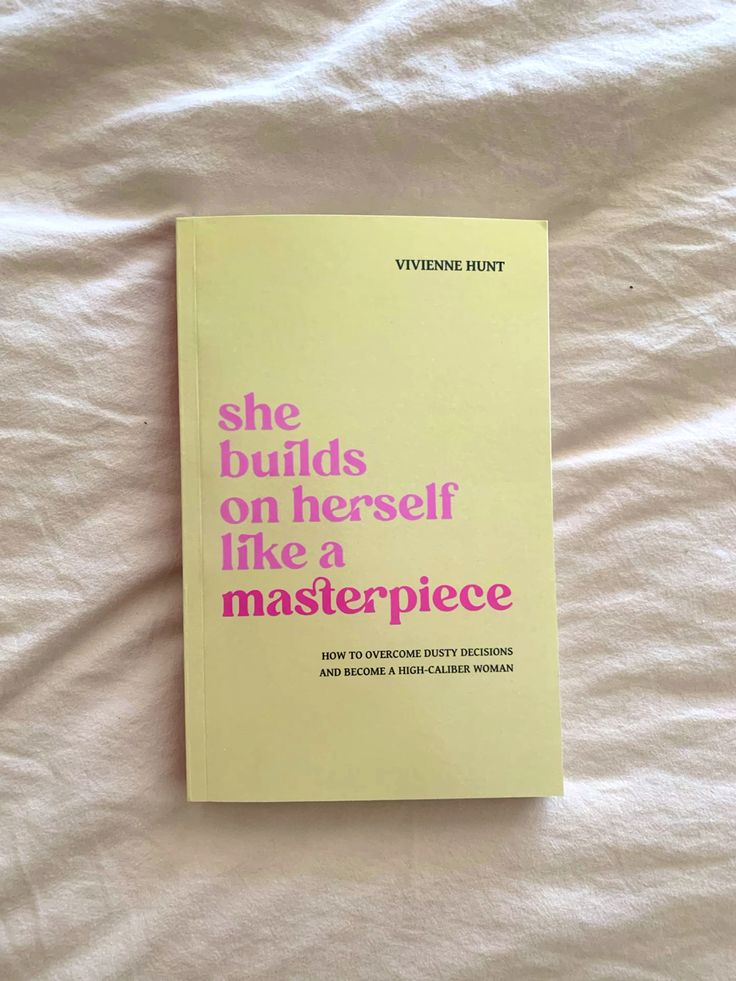 VIVIENNE HUNT
she
builds
on herself
like a
masterpiece
HOW TO OVERCOME DUSTY DECISIONS
AND BECOME A HIGH-CALIBER WOMAN